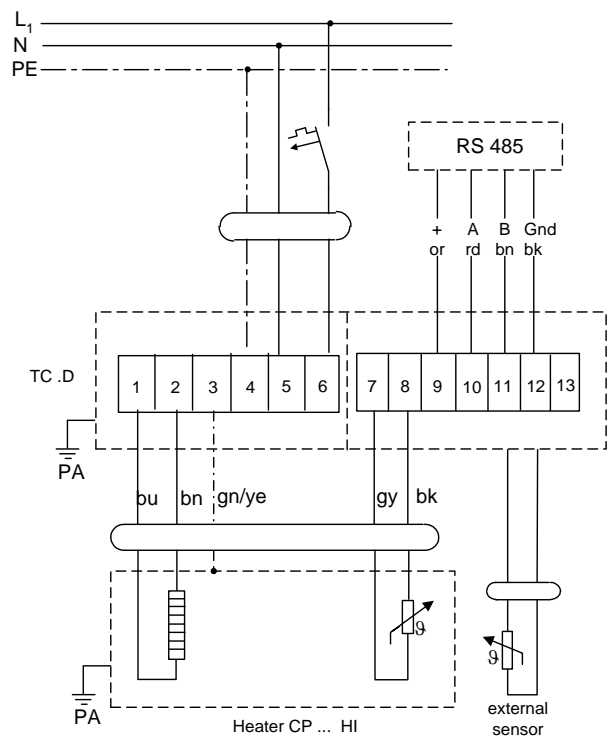 L1
N
PE
RS 485
+ A B Gnd
or rd bn bk
TC .D
1 2 3 4 5 6 7 8 9 10 11 12 13
PA
bu bn gn/ye gy bk
ϑ
ϑ
PA
Heater CP ... HI
external
sensor